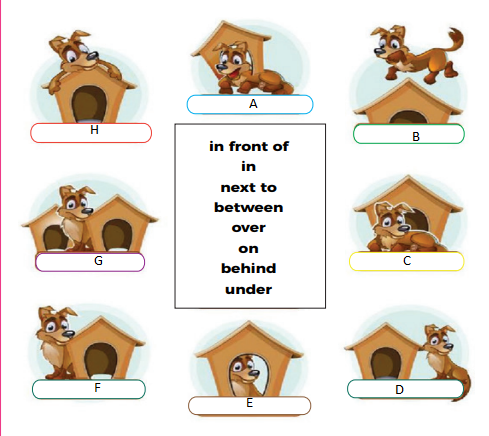 H
A
B
in front of
in
next to
between
over
on
behind
under
G
C
F
E
D